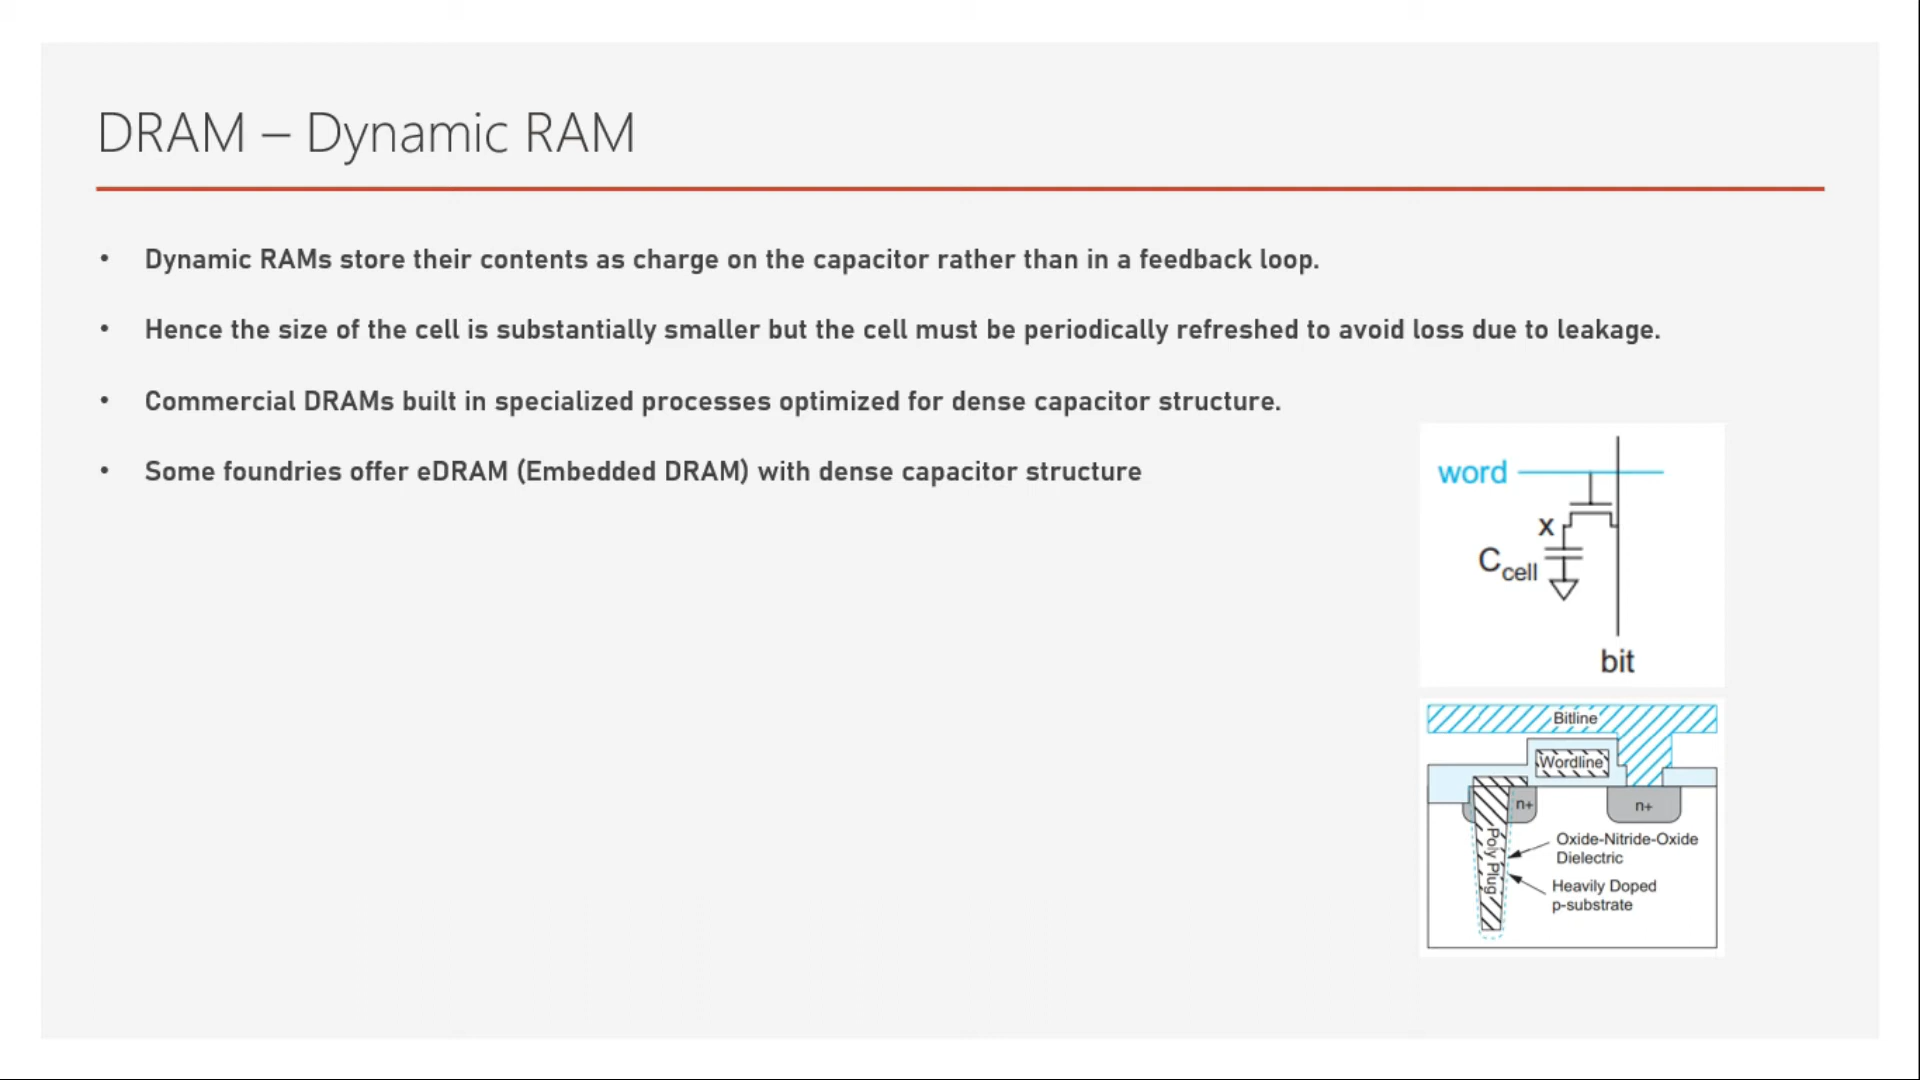 DRAM – Dynamic RAM
• Dynamic RAMs store their contents as charge on the capacitor rather than in a feedback loop.
• Hence the size of the cell is substantially smaller but the cell must be periodically refreshed to avoid loss due to leakage.
• Commercial DRAMs built in specialized processes optimized for dense capacitor structure.
• Some foundries offer eDRAM (Embedded DRAM) with dense capacitor structure
word
x
Ccell
bit
Bitline
Wordline
n+
n+
Poly Plug
Oxide-Nitride-Oxide
Dielectric
Heavily Doped
p-substrate